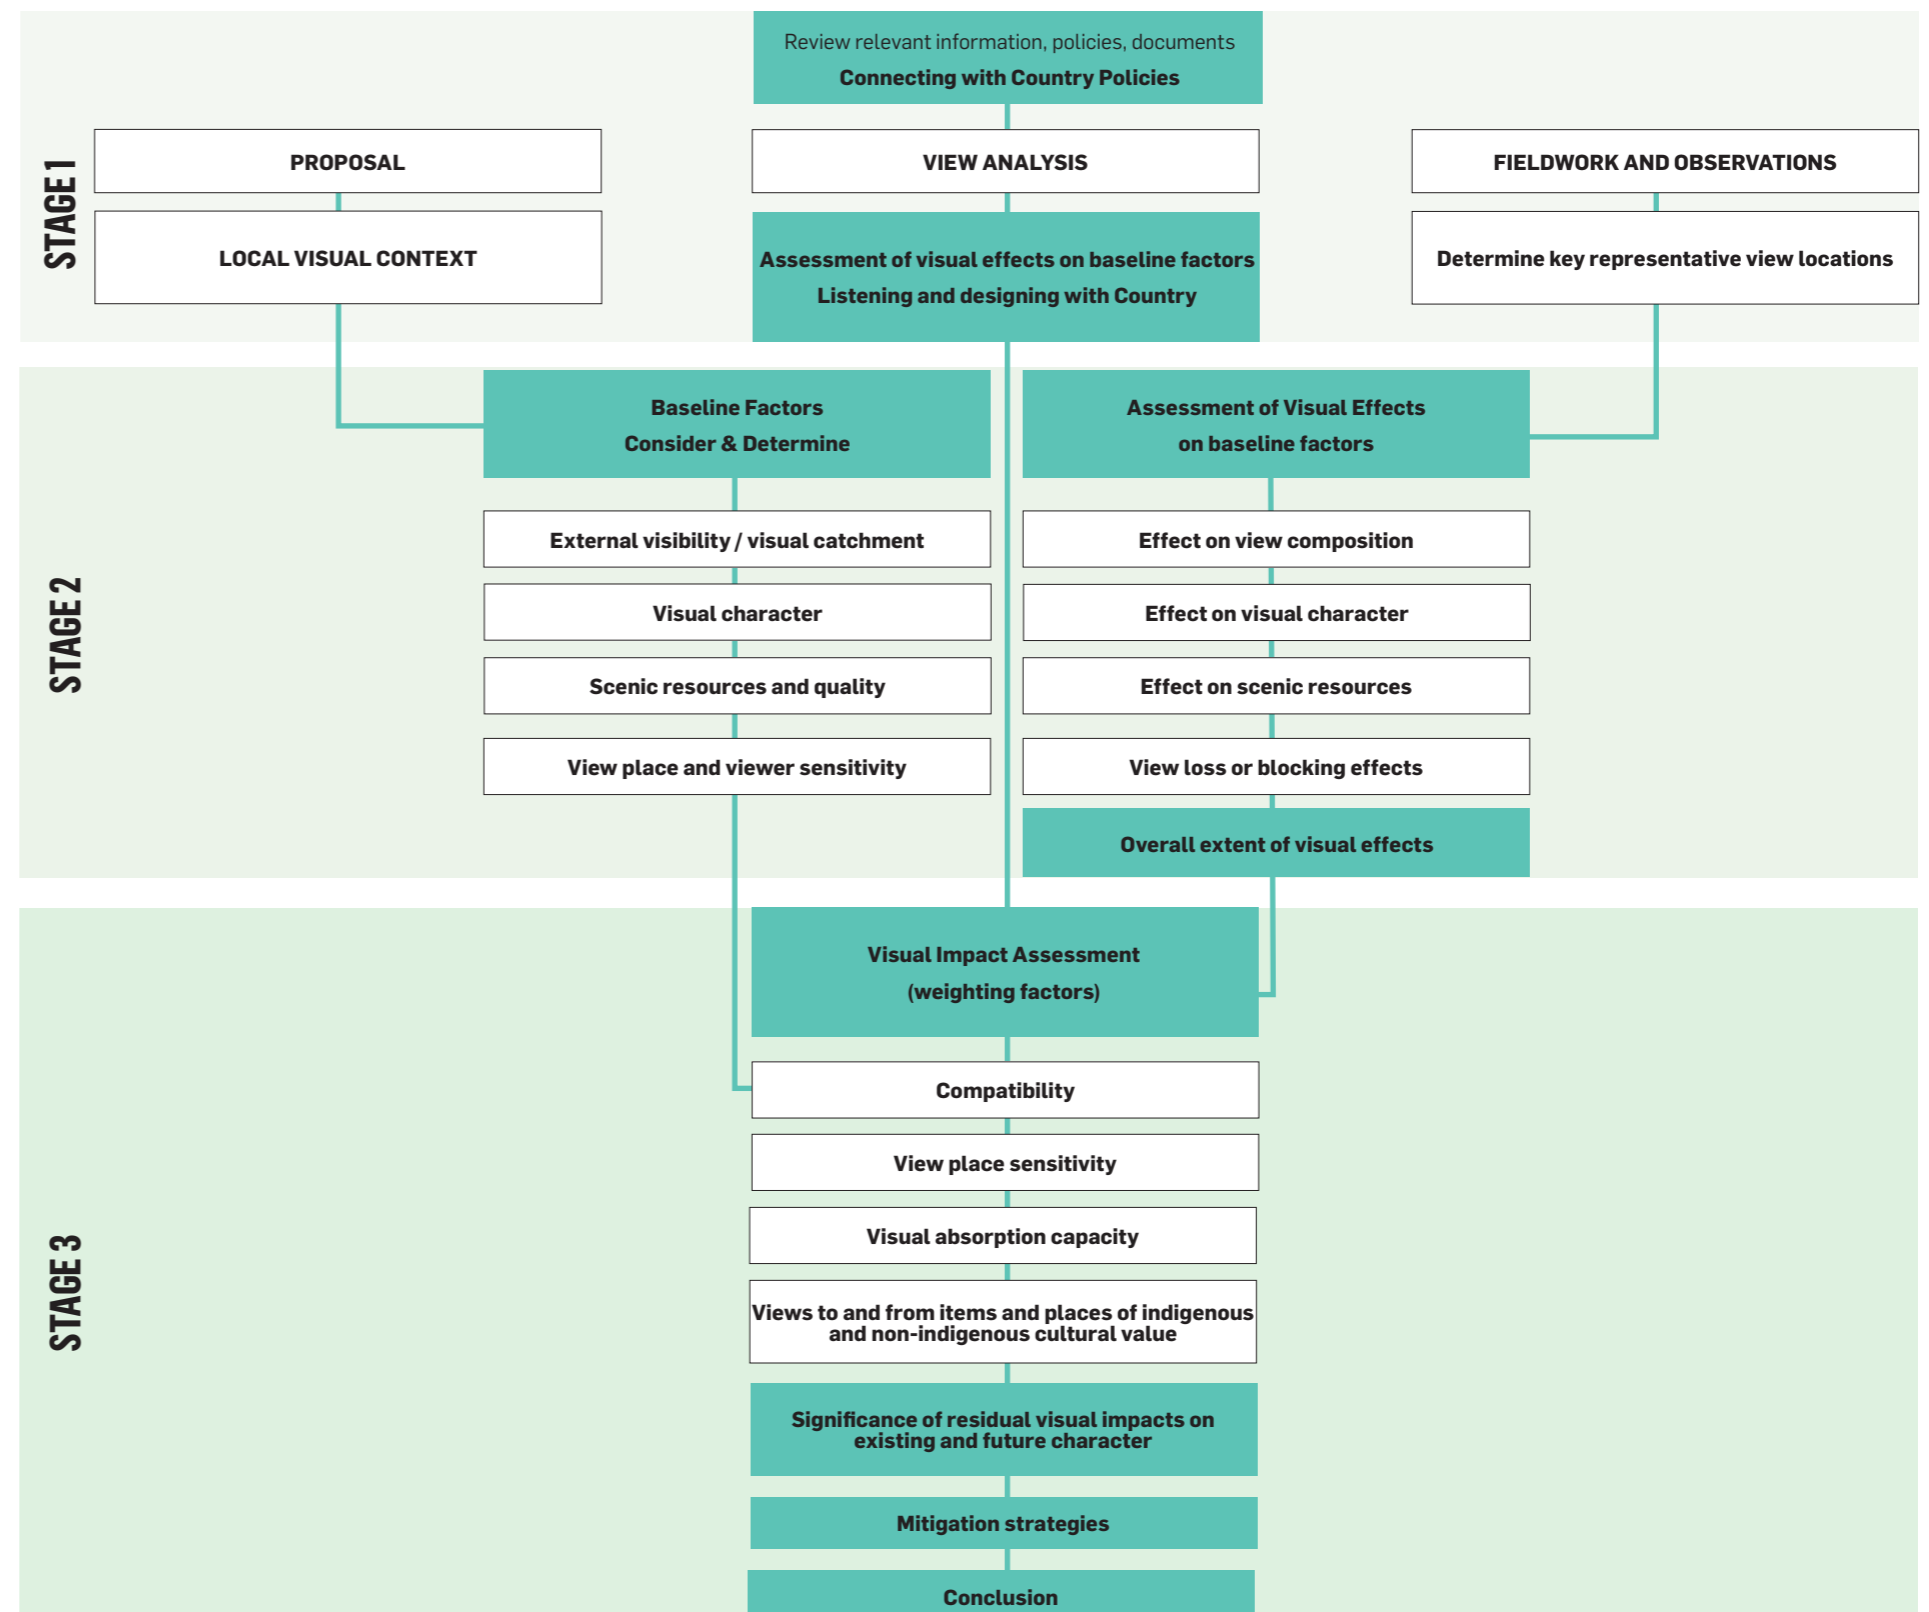 Review relevant information, policies, documents
Connecting with Country Policies
STAGE 1
PROPOSAL
VIEW ANALYSIS
FIELDWORK AND OBSERVATIONS
LOCAL VISUAL CONTEXT
Assessment of visual effects on baseline factors
Listening and designing with Country
Determine key representative view locations
STAGE 2
Baseline Factors
Consider & Determine
External visibility / visual catchment
Visual character
Scenic resources and quality
View place and viewer sensitivity
Assessment of Visual Effects
on baseline factors
Effect on view composition
Effect on visual character
Effect on scenic resources
View loss or blocking effects
Overall extent of visual effects
STAGE 3
Visual Impact Assessment
(weighting factors)
Compatibility
View place sensitivity
Visual absorption capacity
Views to and from items and places of indigenous
and non-indigenous cultural value
Significance of residual visual impacts on
existing and future character
Mitigation strategies
Conclusion